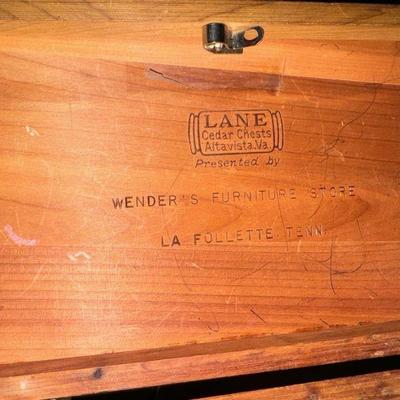 LANE
Cedar Chests
Altavista.Va.
Presented by
WENDER'S FURNITURE STORE
LA FOLLETTE TENN.